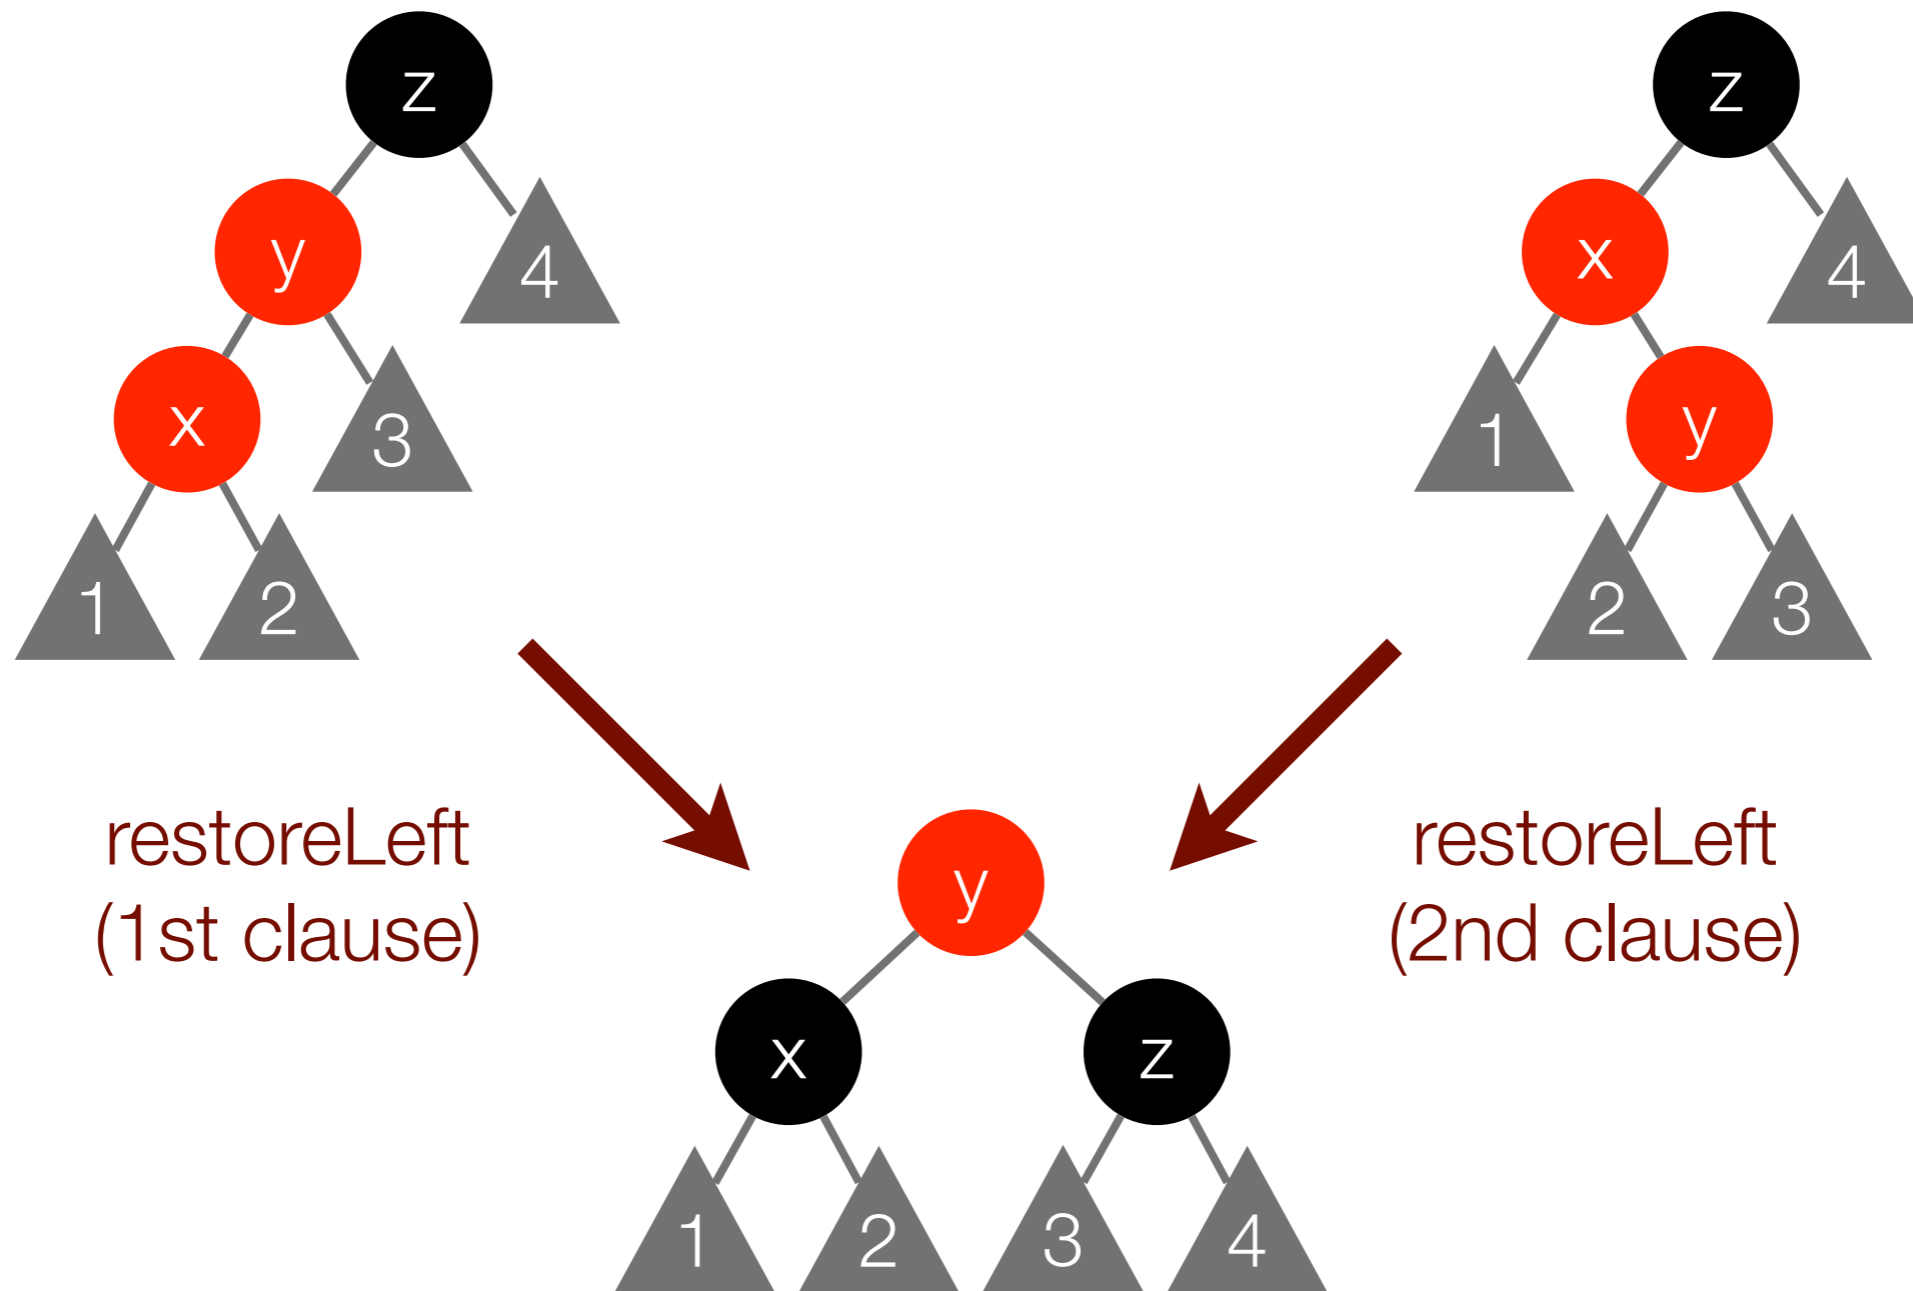 z
z
y
4
x
4
x
3
1
y
1
2
2
3
restoreLeft
(1st clause)
restoreLeft
(2nd clause)
y
x
z
1
2
3
4